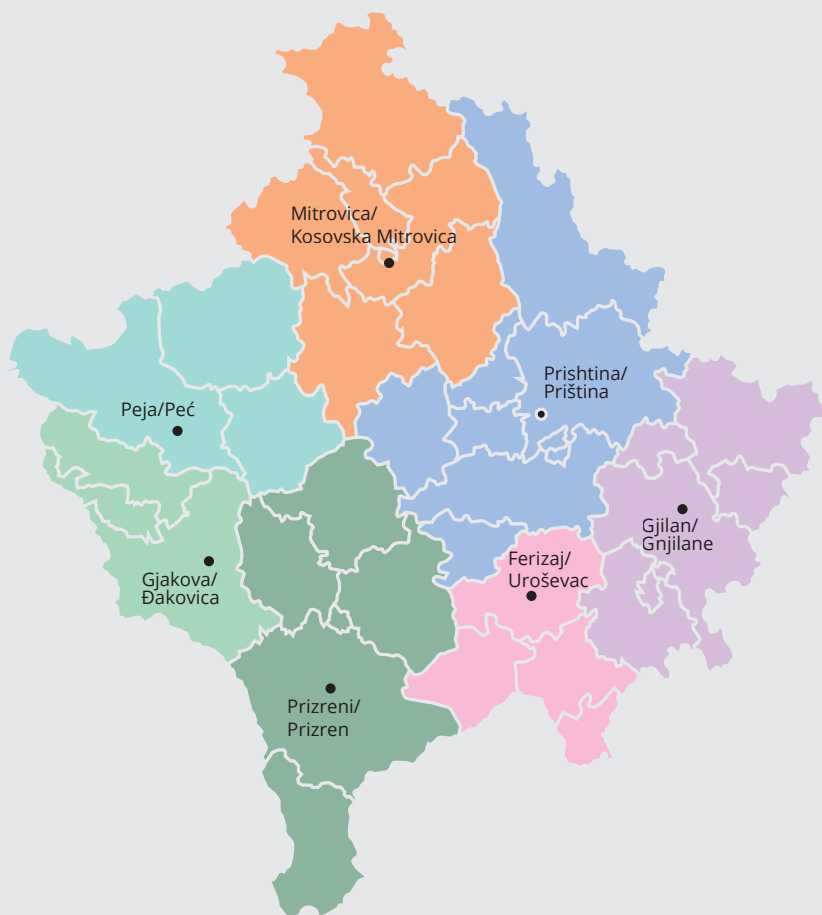 Mitrovica/
Kosovska Mitrovica
Prishtina/
Priština
Peja/Peć
Gjilan/
Gnjilane
Ferizaj/
Uroševac
Gjakova/
Đakovica
Prizreni/
Prizren